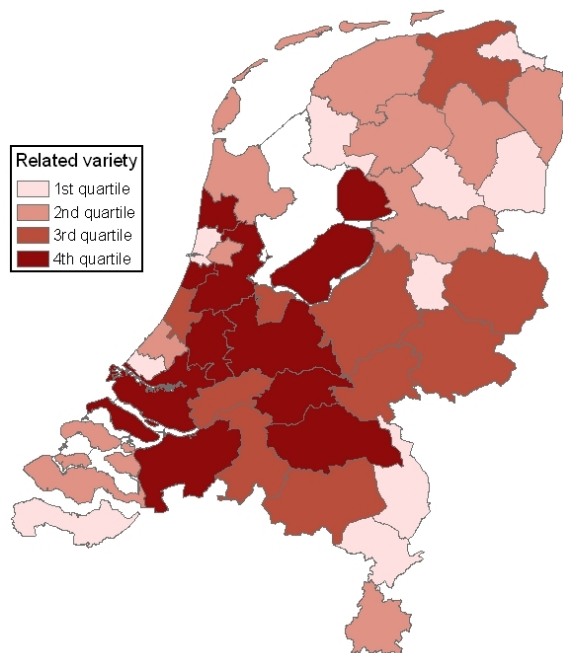 Related variety
1st quartile
2nd quartile
3rd quartile
4th quartile